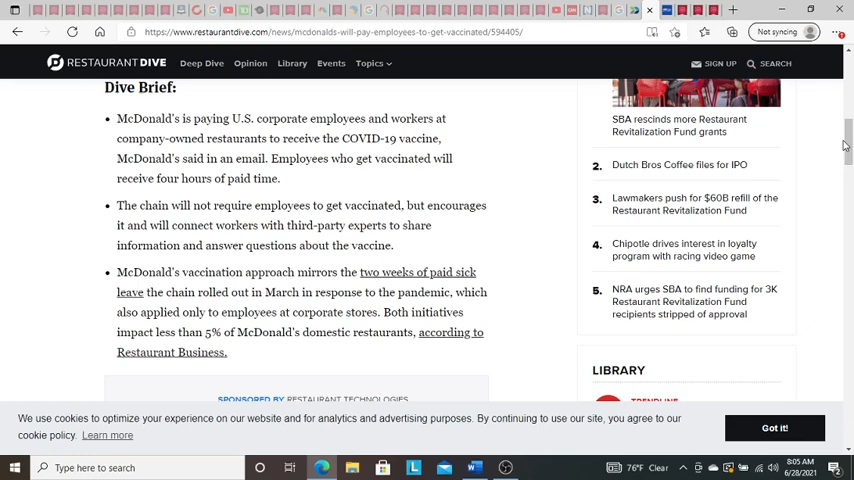 https://www.restaurantdive.com/news/mcdonalds-will-pay-employees-to-get-vaccinated/594405/
Not syncing
RESTAURANT DIVE
Deep Dive
Opinion
Library
Events
Topics
SIGN UP
SEARCH
Dive Brief:
• McDonald's is paying U.S. corporate employees and workers at
company-owned restaurants to receive the COVID-19 vaccine,
McDonald's said in an email. Employees who get vaccinated will
receive four hours of paid time.
• The chain will not require employees to get vaccinated, but encourages
it and will connect workers with third-party experts to share
information and answer questions about the vaccine.
• McDonald's vaccination approach mirrors the two weeks of paid sick
leave the chain rolled out in March in response to the pandemic, which
also applied only to employees at corporate stores. Both initiatives
impact less than 5% of McDonald's domestic restaurants, according to
Restaurant Business.
SPONSORED BY RESTAURANT TECHNOLOGIES
SBA rescinds more Restaurant
Revitalization Fund grants
2. Dutch Bros Coffee files for IPO
3. Lawmakers push for $60B refill of the
Restaurant Revitalization Fund
4. Chipotle drives interest in loyalty
program with racing video game
5. NRA urges SBA to find funding for 3K
Restaurant Revitalization Fund
recipients stripped of approval
LIBRARY
TRENDLINE
We use cookies to optimize your experience on our website and for analytics and advertising purposes. By continuing to use our site, you agree to our
cookie policy. Learn more
Got it!
Type here to search
76°F Clear
8:05 AM
6/28/2021